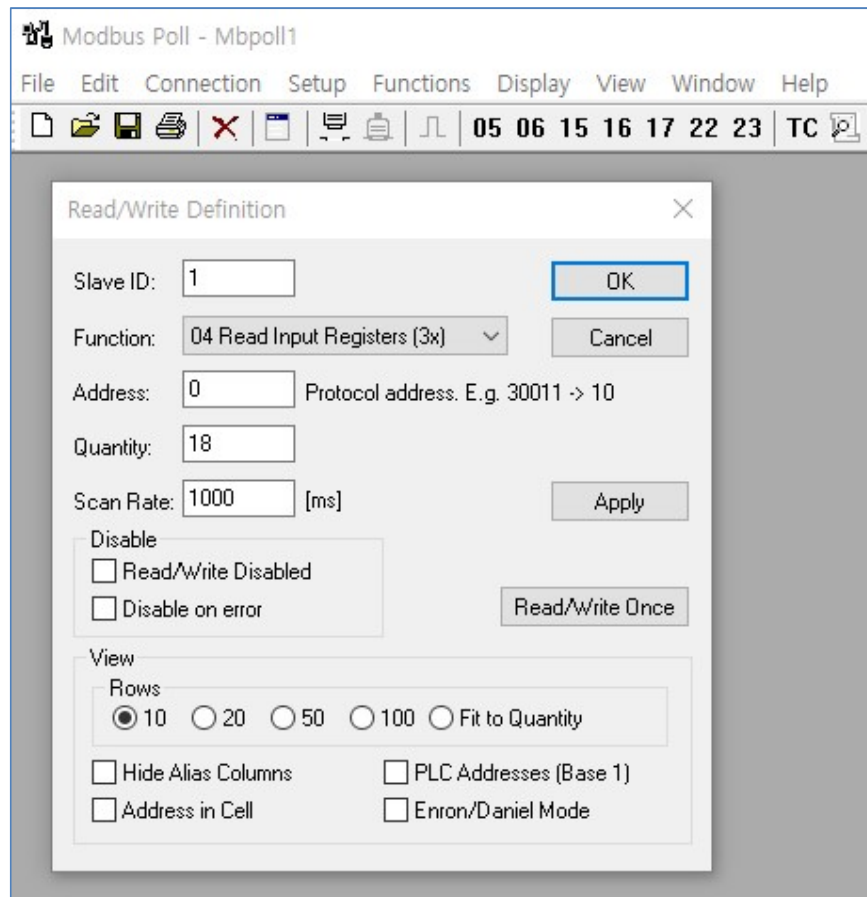 Modbus Poll - Mbpoll1
File Edit Connection Setup Functions Display View Window Help
05 06 15 16 17 22 23 TC
Read/Write Definition
Slave ID: 1 OK
Function: 04 Read Input Registers (3x) Cancel
Address: 0 Protocol address. E.g. 30011 -> 10
Quantity: 18
Scan Rate: 1000 [ms] Apply
Disable
Read/Write Disabled
Disable on error Read/Write Once
View
Rows
10 20 50 100 Fit to Quantity
Hide Alias Columns PLC Addresses (Base 1)
Address in Cell Enron/Daniel Mode